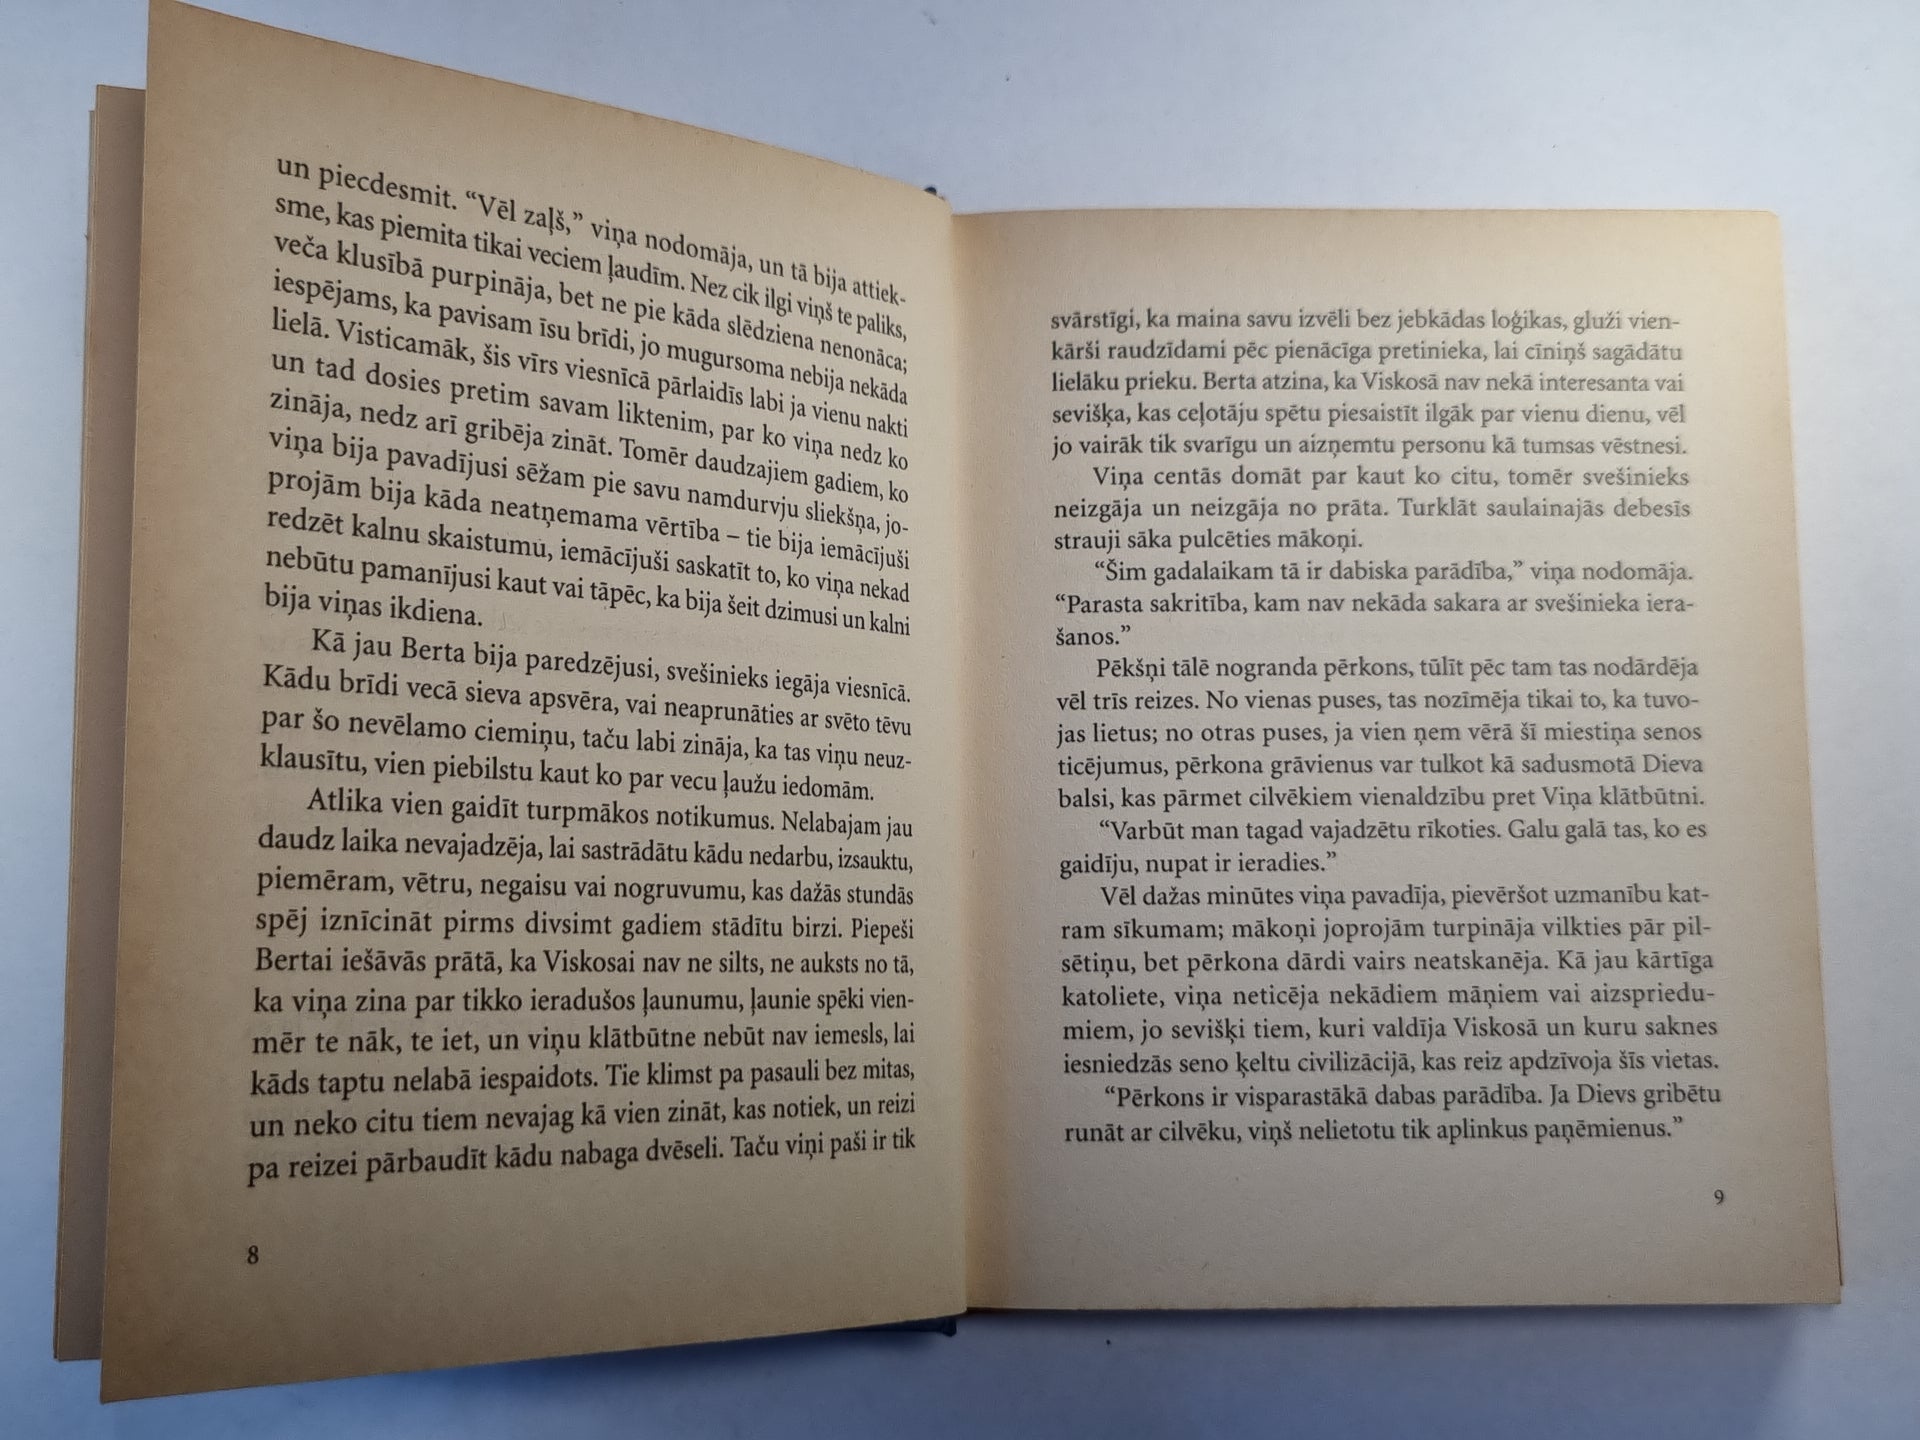 un piecdesmit. “Vēl zaļš,” viņa nodomāja, un tā bija attiek-
sme, kas piemita tikai veciem ļaudīm. Nez cik ilgi viņš te paliks,
veča klusībā purpināja, bet ne pie kāda slēdziena nenonāca;
iespējams, ka pavisam īsu brīdi, jo mugursoma nebija nekāda
lielā. Visticamāk, šis vīrs viesnīcā pārlaidīs labi ja vienu nakti
un tad dosies pretim savam liktenim, par ko viņa nedz ko
zināja, nedz arī gribēja zināt. Tomēr daudzajiem gadiem, ko
viņa bija pavadījusi sēžam pie savu namdurvju sliekšņa, jo-
projām bija kāda neatņemama vērtība – tie bija iemācījuši
redzēt kalnu skaistumu, iemācījuši saskatīt to, ko viņa nekad
nebūtu pamanījusi kaut vai tāpēc, ka bija šeit dzimusi un kalni
bija viņas ikdiena.
Kā jau Berta bija paredzējusi, svešinieks iegāja viesnīcā.
Kādu brīdi vecā sieva apsvēra, vai neaprunāties ar svēto tēvu
par šo nevēlamo ciemiņu, taču labi zināja, ka tas viņu neuz-
klausītu, vien piebilstu kaut ko par vecu ļaužu iedomām.
Atlika vien gaidīt turpmākos notikumus. Nelabajam jau
daudz laika nevajadzēja, lai sastrādātu kādu nedarbu, izsauktu,
piemēram, vētru, negaisu vai nogruvumu, kas dažās stundās
spēj iznīcināt pirms divsimt gadiem stādītu birzi. Piepeši
Bertai iešāvās prātā, ka Viskosai nav ne silts, ne auksts no tā,
ka viņa zina par tikko ieradušos ļaunumu, ļaunie spēki vien-
mēr te nāk, te iet, un viņu klātbūtne nebūt nav iemesls, lai
kāds taptu nelabā iespaidots. Tie klimst pa pasauli bez mitas,
un neko citu tiem nevajag kā vien zināt, kas notiek, un reizi
pa reizei pārbaudīt kādu nabaga dvēseli. Taču viņi paši ir tik
8
svārstīgi, ka maina savu izvēli bez jebkādas loģikas, gluži vien-
kārši raudzīdami pēc pienācīga pretinieka, lai cīniņš sagādātu
lielāku prieku. Berta atzina, ka Viskosā nav nekā interesanta vai
sevišķa, kas ceļotāju spētu piesaistīt ilgāk par vienu dienu, vēl
jo vairāk tik svarīgu un aizņemtu personu kā tumsas vēstnesi.
Viņa centās domāt par kaut ko citu, tomēr svešinieks
neizgāja un neizgāja no prāta. Turklāt saulainajās debesīs
strauji sāka pulcēties mākoņi.
“Šim gadalaikam tā ir dabiska parādība,” viņa nodomāja.
“Parasta sakritība, kam nav nekāda sakara ar svešinieka iera-
šanos.”
Pēkšņi tālē nogranda pērkons, tūlīt pēc tam tas nodārdēja
vēl trīs reizes. No vienas puses, tas nozīmēja tikai to, ka tuvo-
jas lietus; no otras puses, ja vien ņem vērā šī miestiņa senos
ticējumus, pērkona grāvienus var tulkot kā sadusmotā Dieva
balsi, kas pārmet cilvēkiem vienaldzību pret Viņa klātbūtni.
“Varbūt man tagad vajadzētu rīkoties. Galu galā tas, ko es
gaidīju, nupat ir ieradies.”
Vēl dažas minūtes viņa pavadīja, pievēršot uzmanību kat-
ram sīkumam; mākoņi joprojām turpināja vilkties pār pil-
sētiņu, bet pērkona dārdi vairs neatskanēja. Kā jau kārtīga
katoliete, viņa neticēja nekādiem māņiem vai aizspriedu-
miem, jo sevišķi tiem, kuri valdīja Viskosā un kuru saknes
iesniedzās seno ķeltu civilizācijā, kas reiz apdzīvoja šīs vietas.
“Pērkons ir visparastākā dabas parādība. Ja Dievs gribētu
runāt ar cilvēku, viņš nelietotu tik aplinkus paņēmienus.”
9